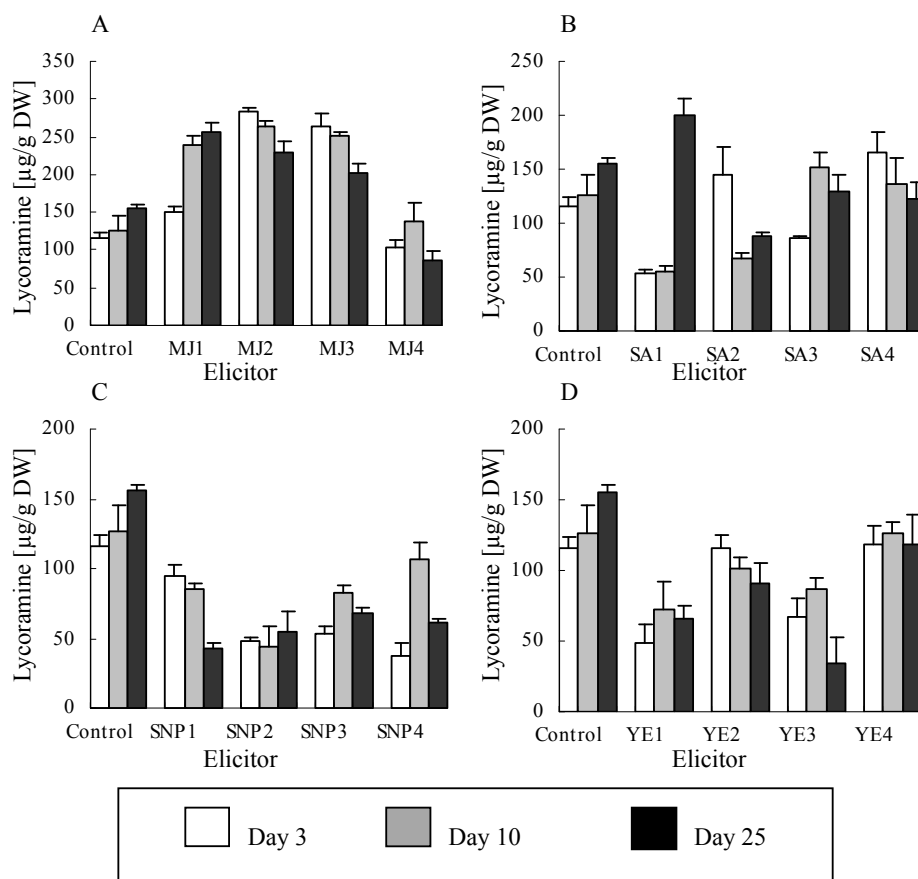 A
Lycoramine [µg/g DW]
350
300
250
200
150
100
50
0
Control MJ1 MJ2 MJ3 MJ4
Elicitor
B
Lycoramine [µg/g DW]
250
200
150
100
50
0
Control SA1 SA2 SA3 SA4
Elicitor
C
Lycoramine [µg/g DW]
200
150
100
50
0
Control SNP1 SNP2 SNP3 SNP4
Elicitor
D
Lycoramine [µg/g DW]
200
150
100
50
0
Control YE1 YE2 YE3 YE4
Elicitor
Day 3 Day 10 Day 25